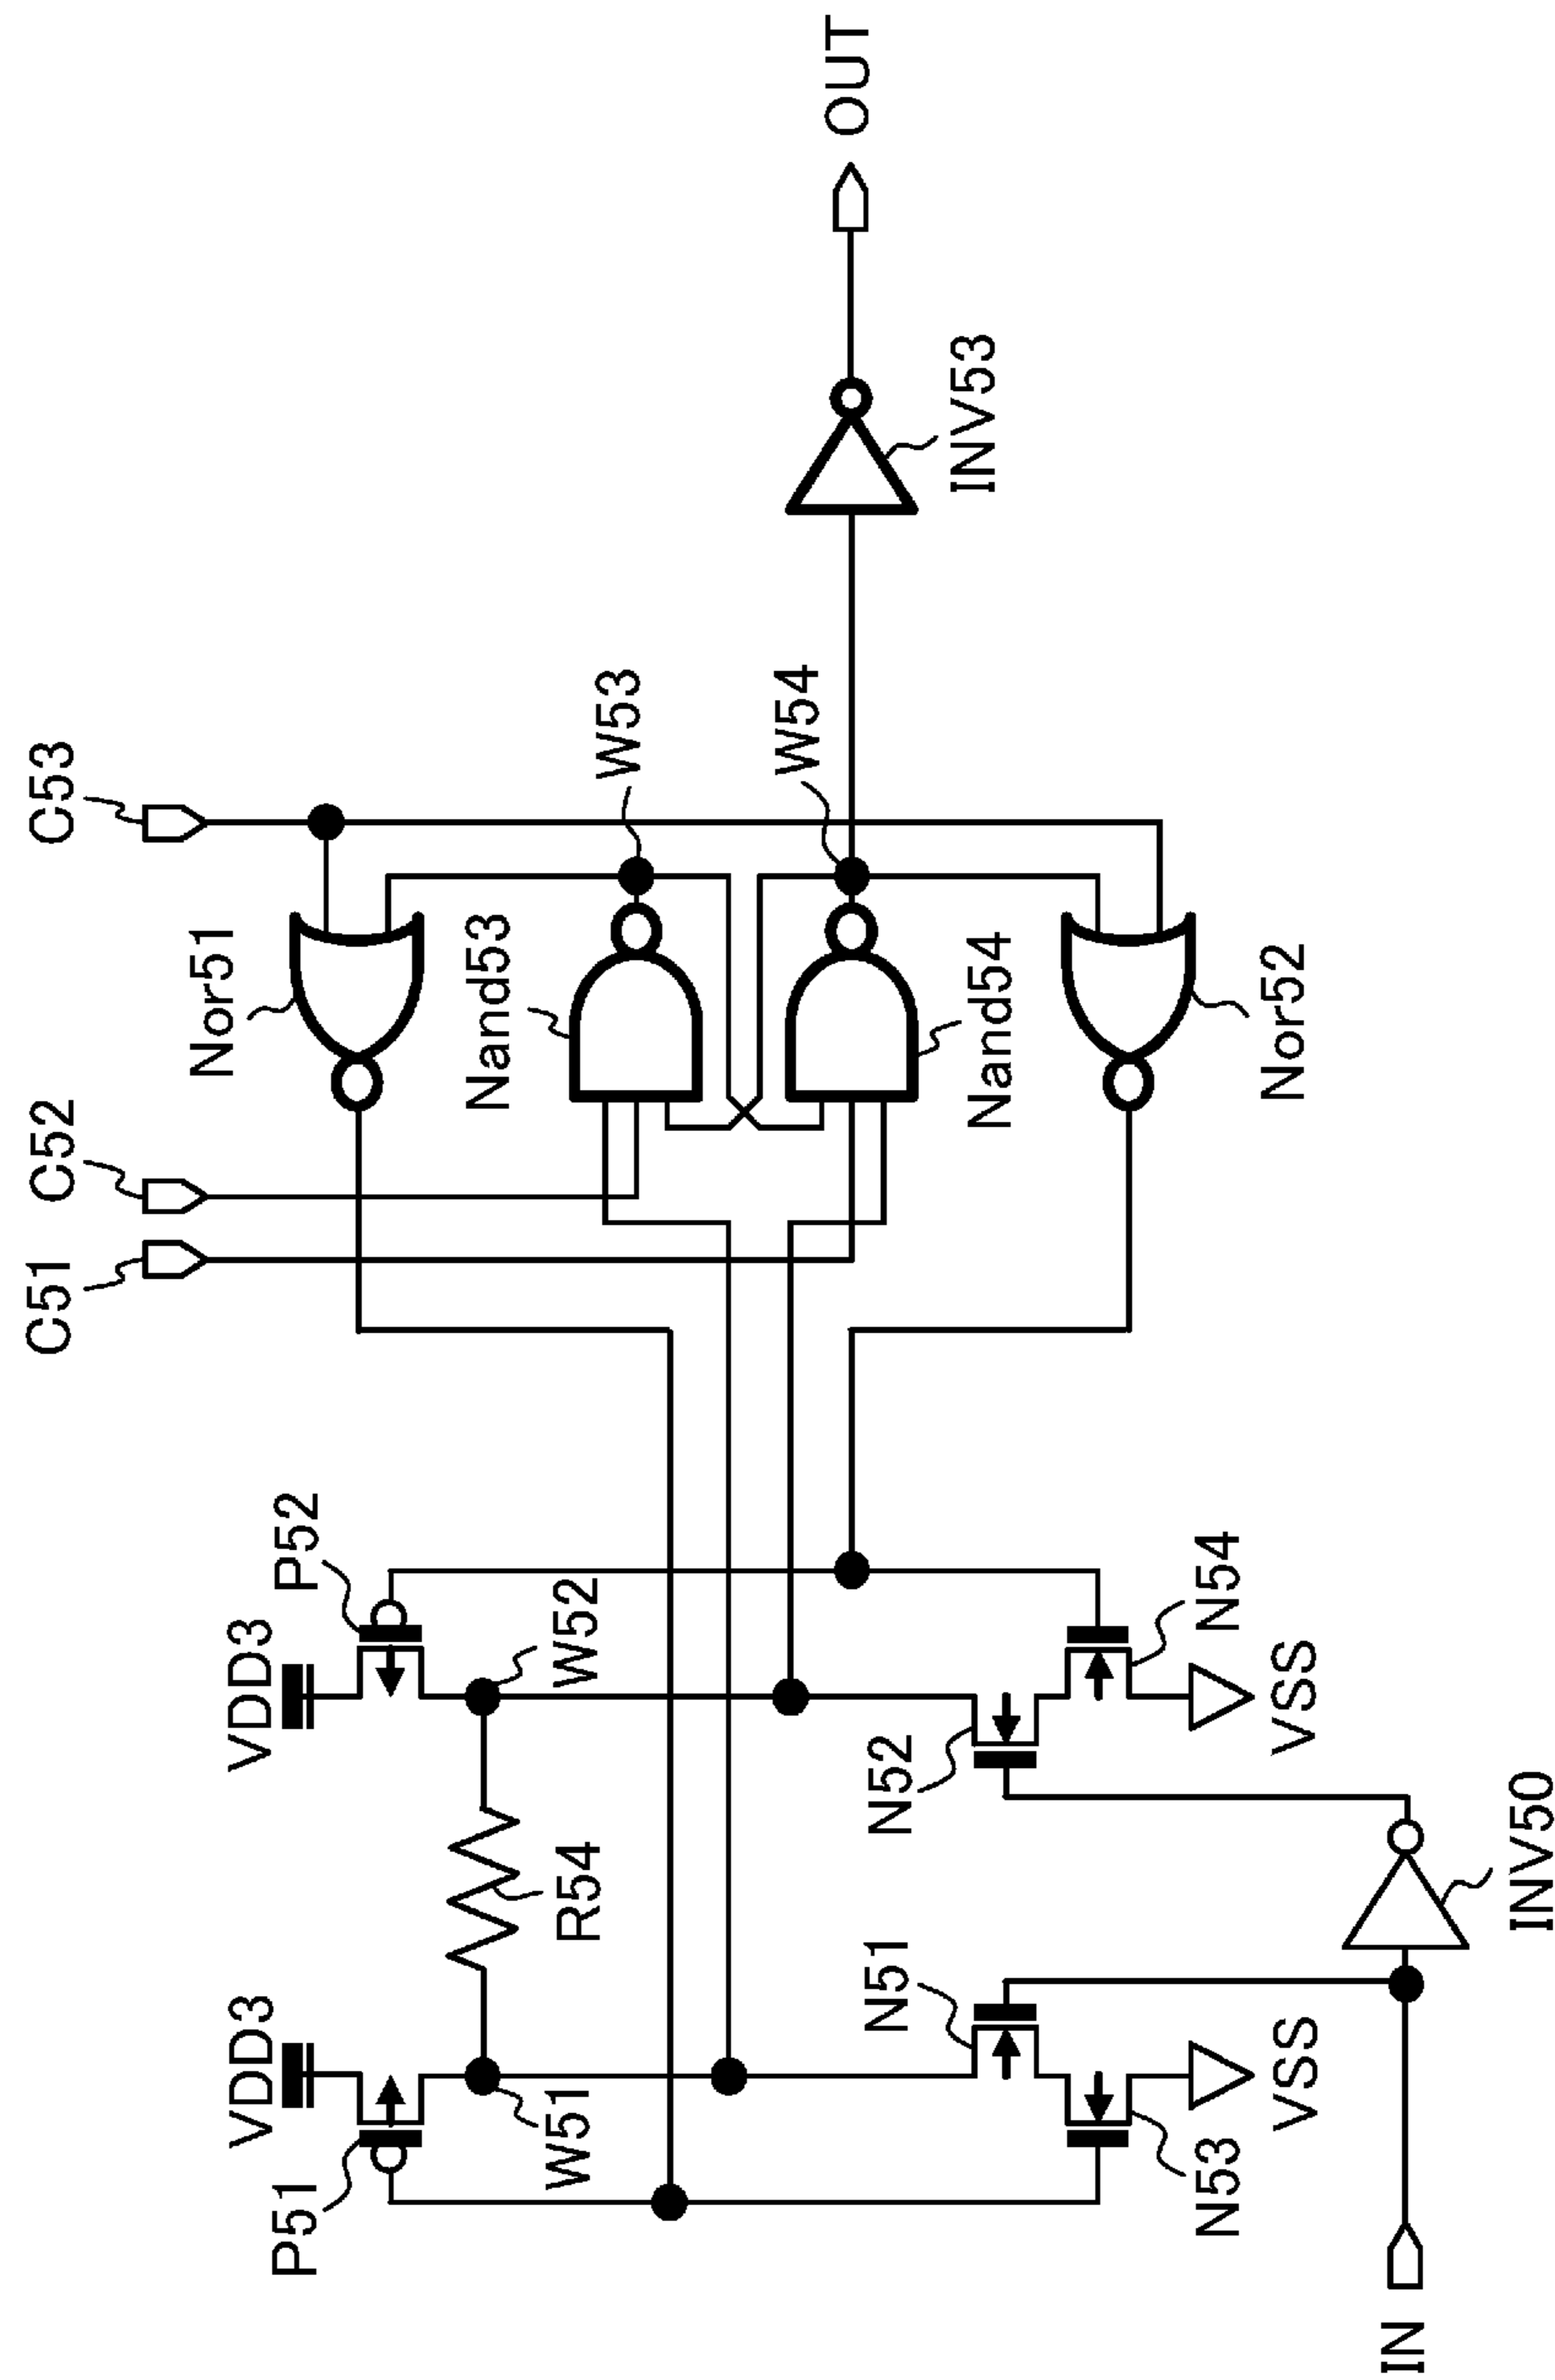 VDD3
VDD3
P51
P52
W51
W52
R54
N51
N52
N53
N54
VSS
VSS
IN
INV50
C51
C52
C53
Nor51
Nand53
Nand54
Nor52
W53
W54
INV53
OUT